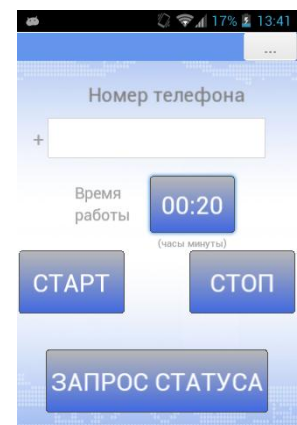 17% 13:41
...
Номер телефона
+
Время
работы
00:20
(часы минуты)
СТАРТ
СТОП
ЗАПРОС СТАТУСА